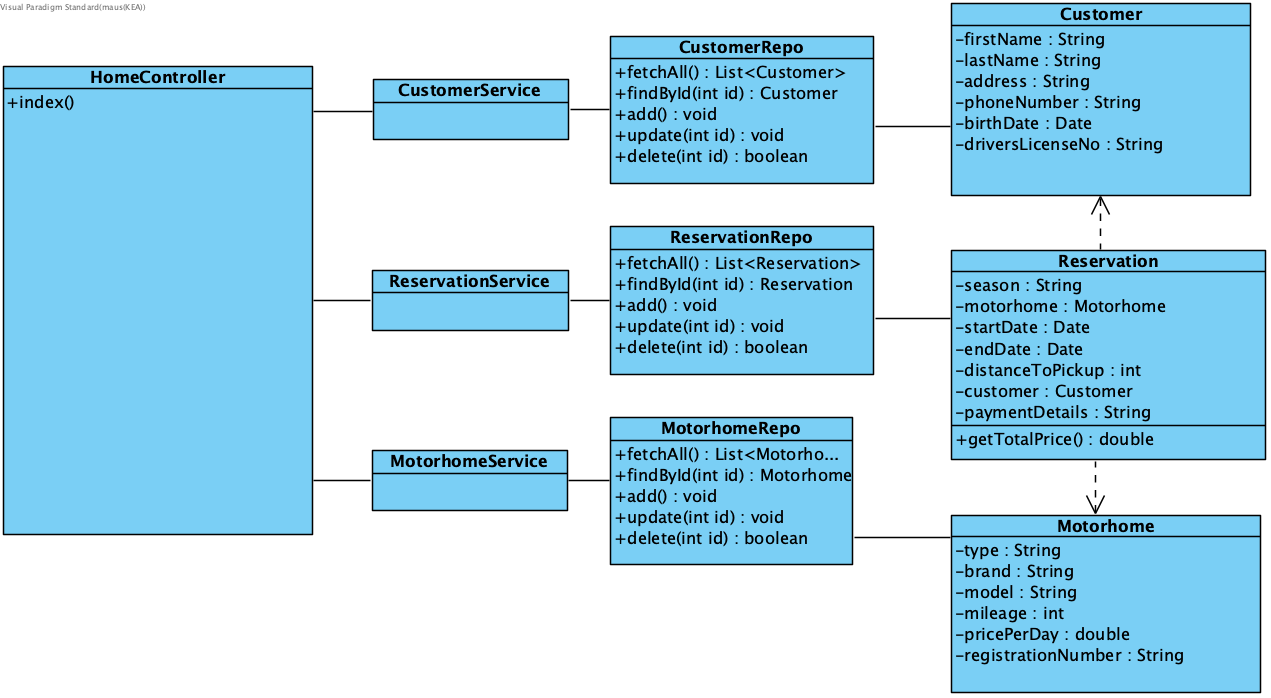 Visual Paradigm Standard(maus(KEA))
HomeController
+index()
CustomerService
CustomerRepo
+fetchAll() : List<Customer>
+findById(int id) : Customer
+add() : void
+update(int id) : void
+delete(int id) : boolean
Customer
-firstName : String
-lastName : String
-address : String
-phoneNumber : String
-birthDate : Date
-driversLicenseNo : String
ReservationService
ReservationRepo
+fetchAll() : List<Reservation>
+findById(int id) : Reservation
+add() : void
+update(int id) : void
+delete(int id) : boolean
Reservation
-season : String
-motorhome : Motorhome
-startDate : Date
-endDate : Date
-distanceToPickup : int
-customer : Customer
-paymentDetails : String
+getTotalPrice() : double
MotorhomeService
MotorhomeRepo
+fetchAll() : List<Motorho...
+findById(int id) : Motorhome
+add() : void
+update(int id) : void
+delete(int id) : boolean
Motorhome
-type : String
-brand : String
-model : String
-mileage : int
-pricePerDay : double
-registrationNumber : String